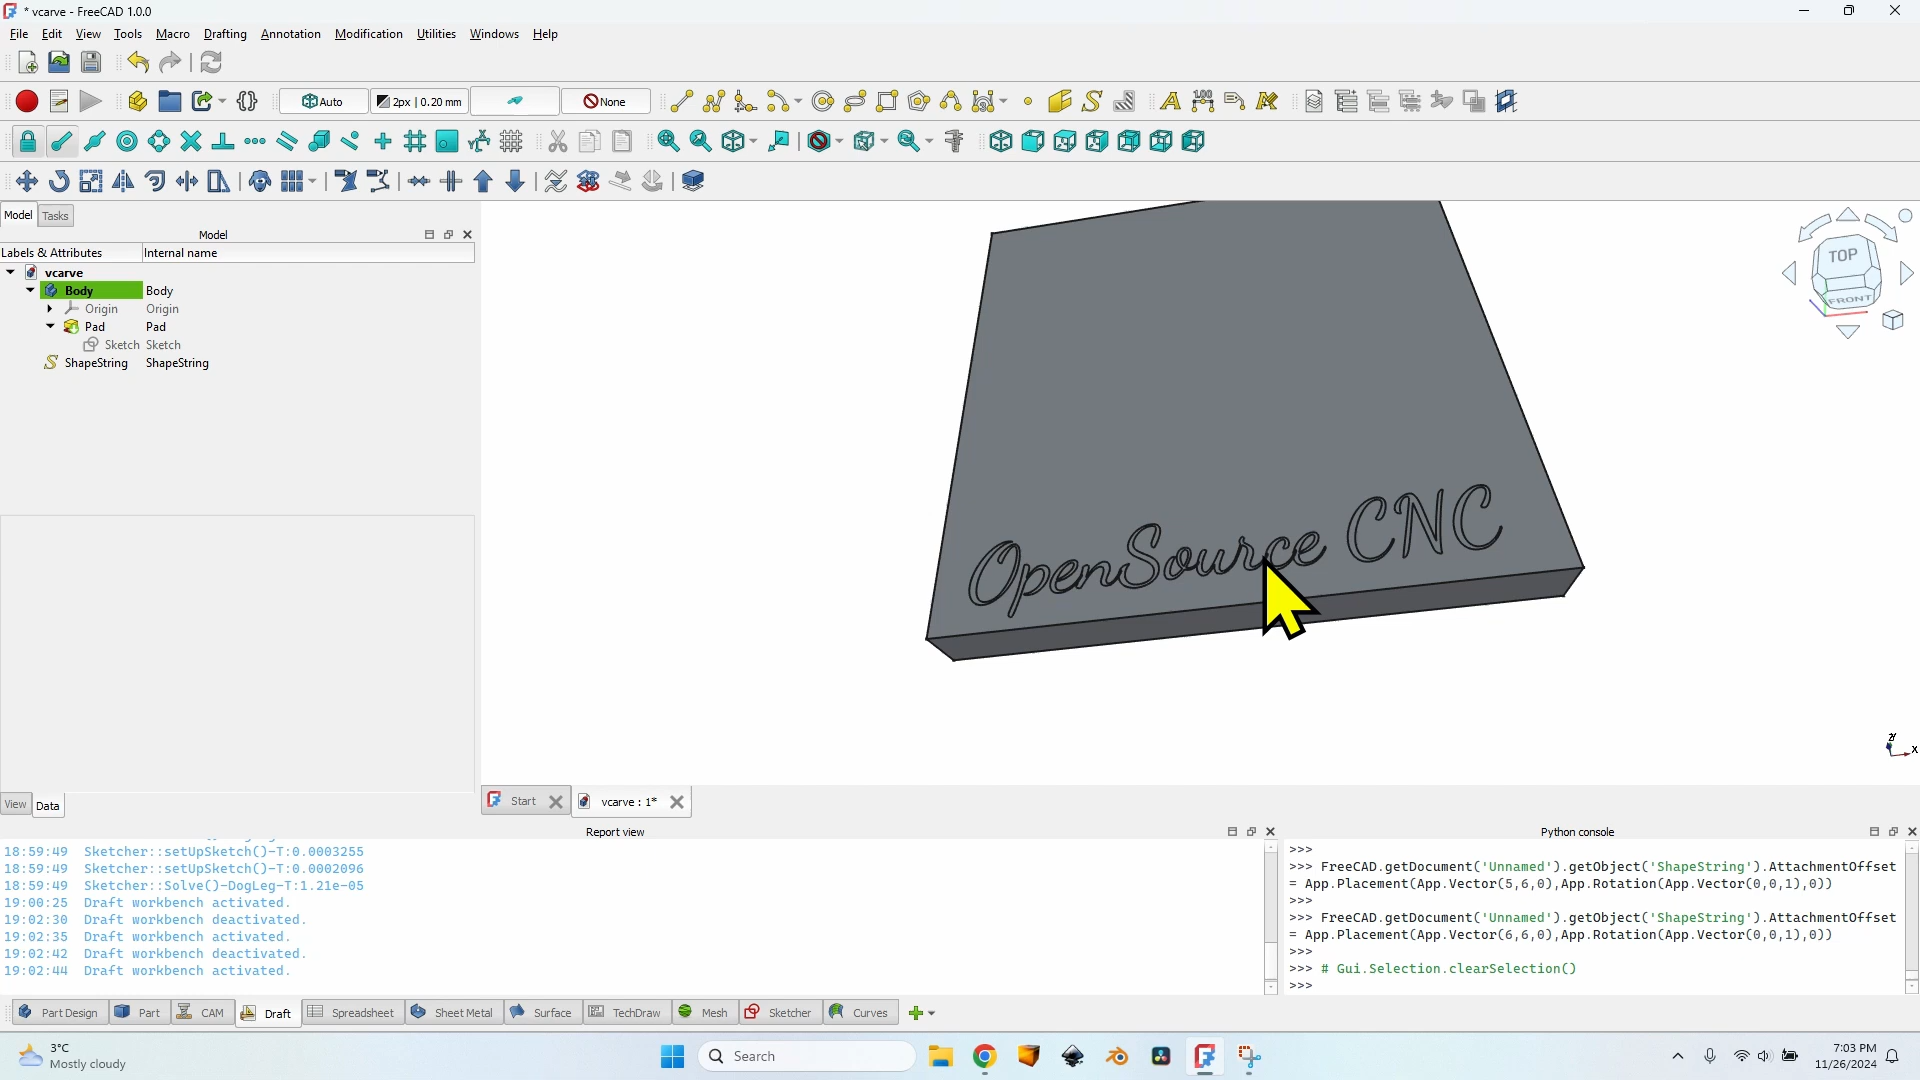 * vcarve - FreeCAD 1.0.0
File Edit View Tools Macro Drafting Annotation Modification Utilities Windows Help
Auto 2px | 0.20 mm None
Model Tasks
Model
Labels & Attributes Internal name
vcarve
Body Body
Origin Origin
Pad Pad
Sketch Sketch
ShapeString ShapeString
TOP
FRONT
OpenSource CNC
X
View Data
Start vcarve : 1*
Report view
18:59:49 Sketcher::setUpSketch()-T:0.0003255
18:59:49 Sketcher::setUpSketch()-T:0.0002096
18:59:49 Sketcher::Solve()-DogLeg-T:1.21e-05
19:00:25 Draft workbench activated.
19:02:30 Draft workbench deactivated.
19:02:35 Draft workbench activated.
19:02:42 Draft workbench deactivated.
19:02:44 Draft workbench activated.
Python console
>>>
>>> FreeCAD.getDocument('Unnamed').getObject('ShapeString').AttachmentOffset
= App.Placement(App.Vector(5,6,0),App.Rotation(App.Vector(0,0,1),0))
>>>
>>> FreeCAD.getDocument('Unnamed').getObject('ShapeString').AttachmentOffset
= App.Placement(App.Vector(6,6,0),App.Rotation(App.Vector(0,0,1),0))
>>>
>>> # Gui.Selection.clearSelection()
>>>
Part Design Part CAM Draft Spreadsheet Sheet Metal Surface TechDraw Mesh Sketcher Curves
3°C
Mostly cloudy
Search
7:03 PM
11/26/2024